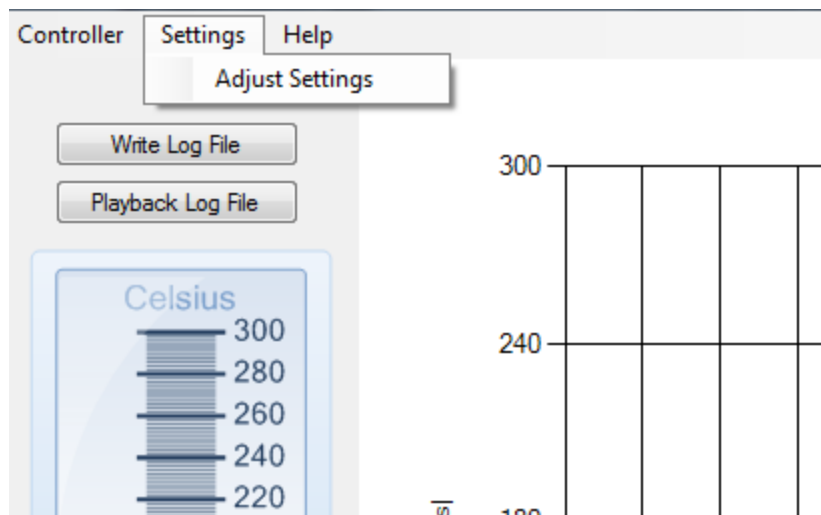 Controller Settings Help
Adjust Settings
Write Log File
Playback Log File
Celsius
300
280
260
240
220
300
240